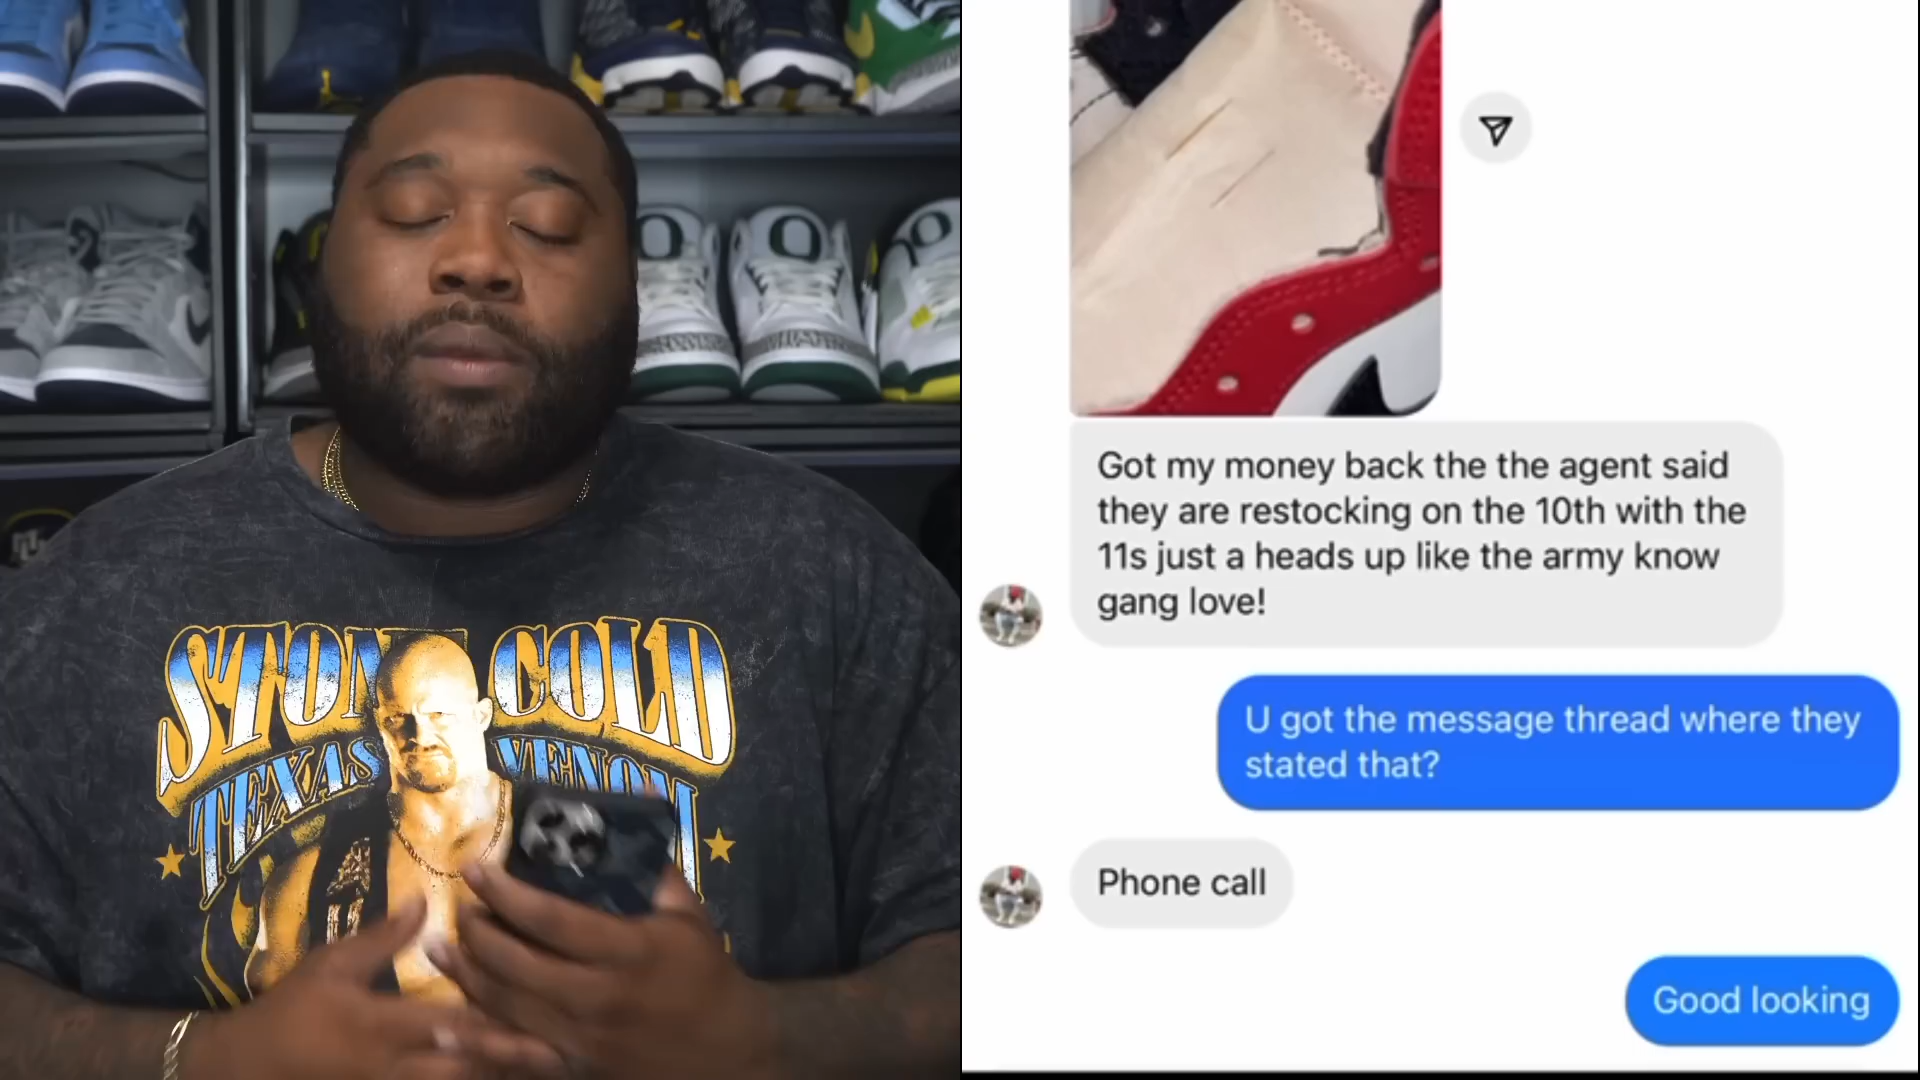 O
O
O
STONE COLD
TEXAS VENOM
Got my money back the the agent said
they are restocking on the 10th with the
11s just a heads up like the army know
gang love!
U got the message thread where they
stated that?
Phone call
Good looking